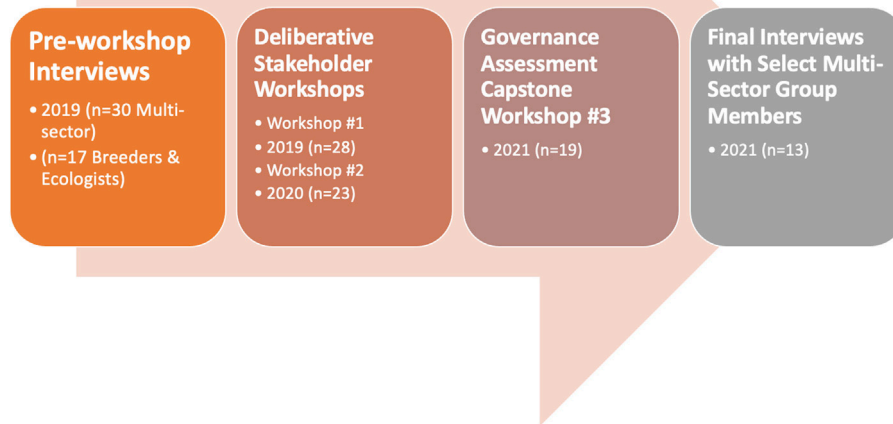 Pre-workshop
Interviews
• 2019 (n=30 Multi-
sector)
• (n=17 Breeders &
Ecologists)
Deliberative
Stakeholder
Workshops
• Workshop #1
• 2019 (n=28)
• Workshop #2
• 2020 (n=23)
Governance
Assessment
Capstone
Workshop #3
• 2021 (n=19)
Final Interviews
with Select Multi-
Sector Group
Members
• 2021 (n=13)